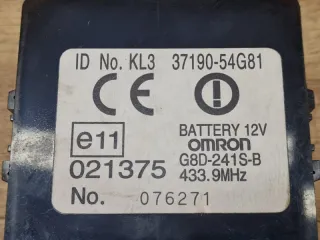 ID No. KL3 37190-54G81
CE
e11
BATTERY 12V
OMRON
021375
G8D-241S-B
433.9MHz
No. 076271